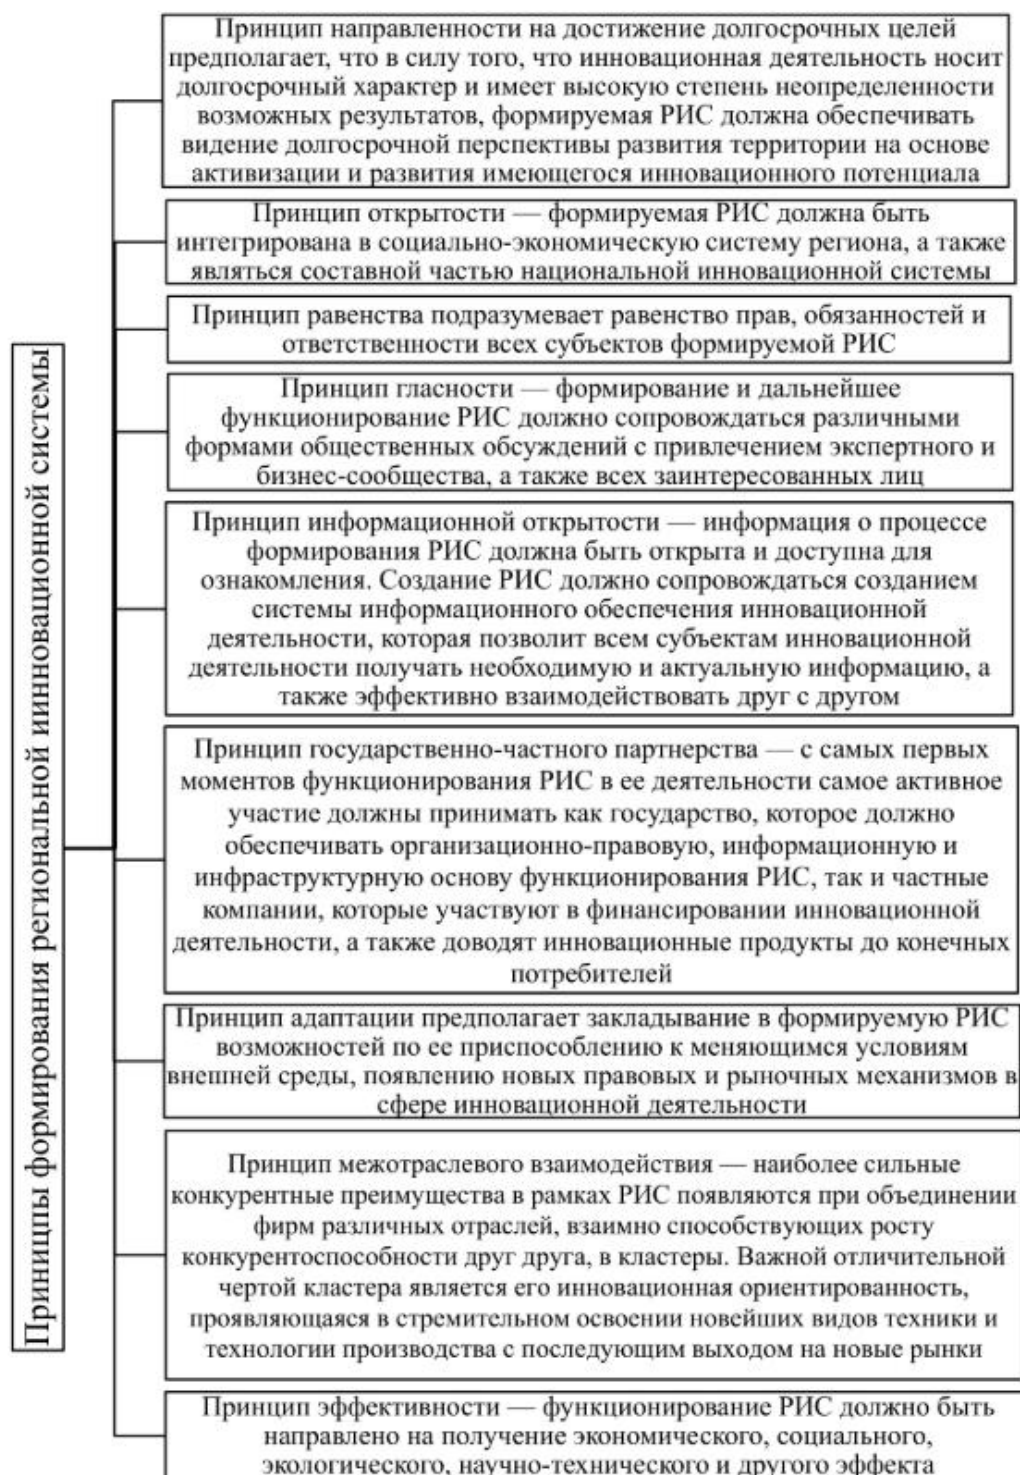 Принципы формирования региональной инновационной системы
Принцип направленности на достижение долгосрочных целей
предполагает, что в силу того, что инновационная деятельность носит
долгосрочный характер и имеет высокую степень неопределенности
возможных результатов, формируемая РИС должна обеспечивать
видение долгосрочной перспективы развития территории на основе
активизации и развития имеющегося инновационного потенциала
Принцип открытости — формируемая РИС должна быть
интегрирована в социально-экономическую систему региона, а также
являться составной частью национальной инновационной системы
Принцип равенства подразумевает равенство прав, обязанностей и
ответственности всех субъектов формируемой РИС
Принцип гласности — формирование и дальнейшее
функционирование РИС должно сопровождаться различными
формами общественных обсуждений с привлечением экспертного и
бизнес-сообщества, а также всех заинтересованных лиц
Принцип информационной открытости — информация о процессе
формирования РИС должна быть открыта и доступна для
ознакомления. Создание РИС должно сопровождаться созданием
системы информационного обеспечения инновационной
деятельности, которая позволит всем субъектам инновационной
деятельности получать необходимую и актуальную информацию, а
также эффективно взаимодействовать друг с другом
Принцип государственно-частного партнерства — с самых первых
моментов функционирования РИС в ее деятельности самое активное
участие должны принимать как государство, которое должно
обеспечивать организационно-правовую, информационную и
инфраструктурную основу функционирования РИС, так и частные
компании, которые участвуют в финансировании инновационной
деятельности, а также доводят инновационные продукты до конечных
потребителей
Принцип адаптации предполагает закладывание в формируемую РИС
возможностей по ее приспособлению к меняющимся условиям
внешней среды, появлению новых правовых и рыночных механизмов в
сфере инновационной деятельности
Принцип межотраслевого взаимодействия — наиболее сильные
конкурентные преимущества в рамках РИС появляются при объединении
фирм различных отраслей, взаимно способствующих росту
конкурентоспособности друг друга, в кластеры. Важной отличительной
чертой кластера является его инновационная ориентированность,
проявляющаяся в стремительном освоении новейших видов техники и
технологии производства с последующим выходом на новые рынки
Принцип эффективности — функционирование РИС должно быть
направлено на получение экономического, социального,
экологического, научно-технического и другого эффекта